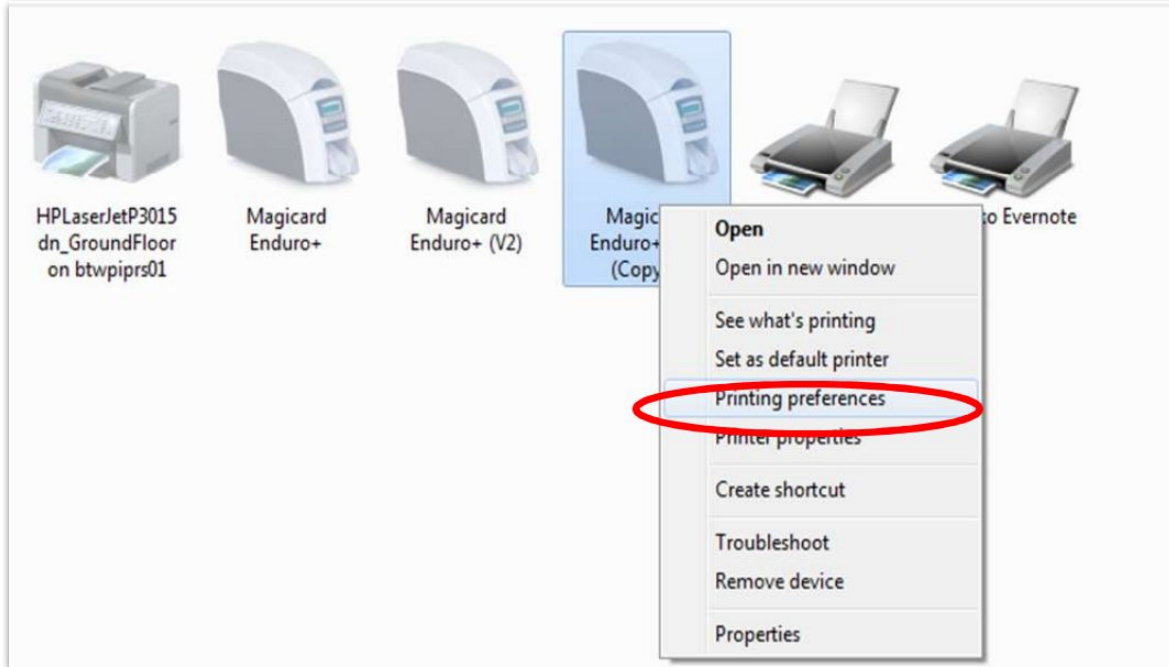 HPLaserJetP3015
dn_GroundFloor
on btwpiprs01
Magicard
Enduro+
Magicard
Enduro+ (V2)
Magic
Enduro+
(Copy
to Evernote
Open
Open in new window
See what's printing
Set as default printer
Printing preferences
Printer properties
Create shortcut
Troubleshoot
Remove device
Properties